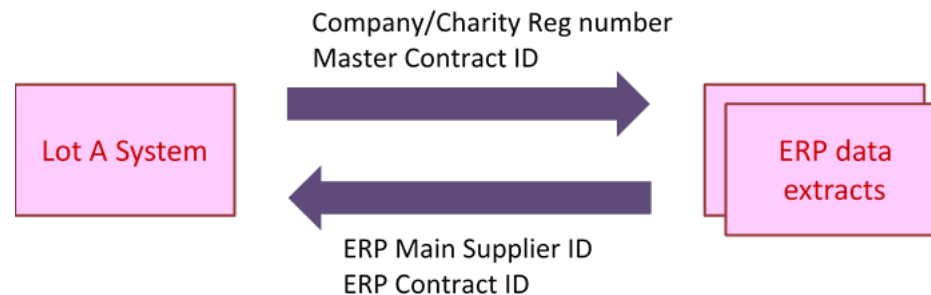 Company/Charity Reg number
Master Contract ID
Lot A System
ERP data
extracts
ERP Main Supplier ID
ERP Contract ID